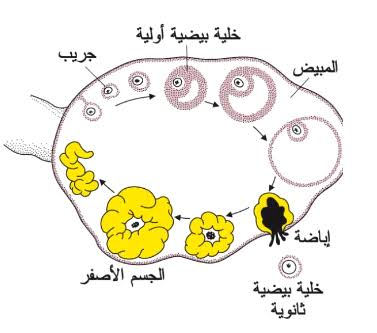 خلية بيضية أولية
جريب
المبيض
إباضة
الجسم الأصفر
خلية بيضية
ثانوية